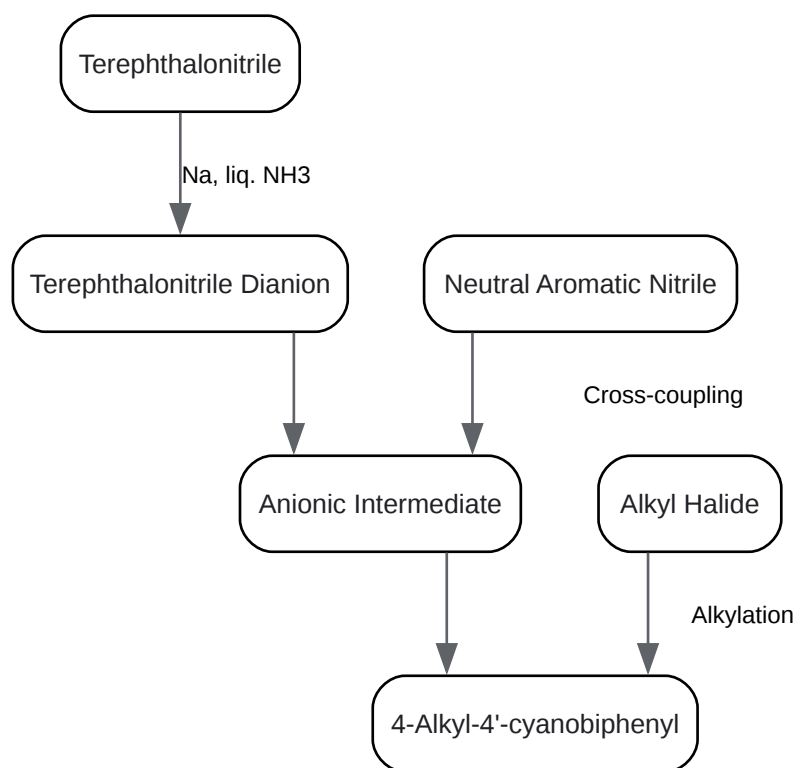 Terephthalonitrile
Na, liq. NH3
Terephthalonitrile Dianion
Neutral Aromatic Nitrile
Cross-coupling
Anionic Intermediate
Alkyl Halide
Alkylation
4-Alkyl-4'-cyanobiphenyl